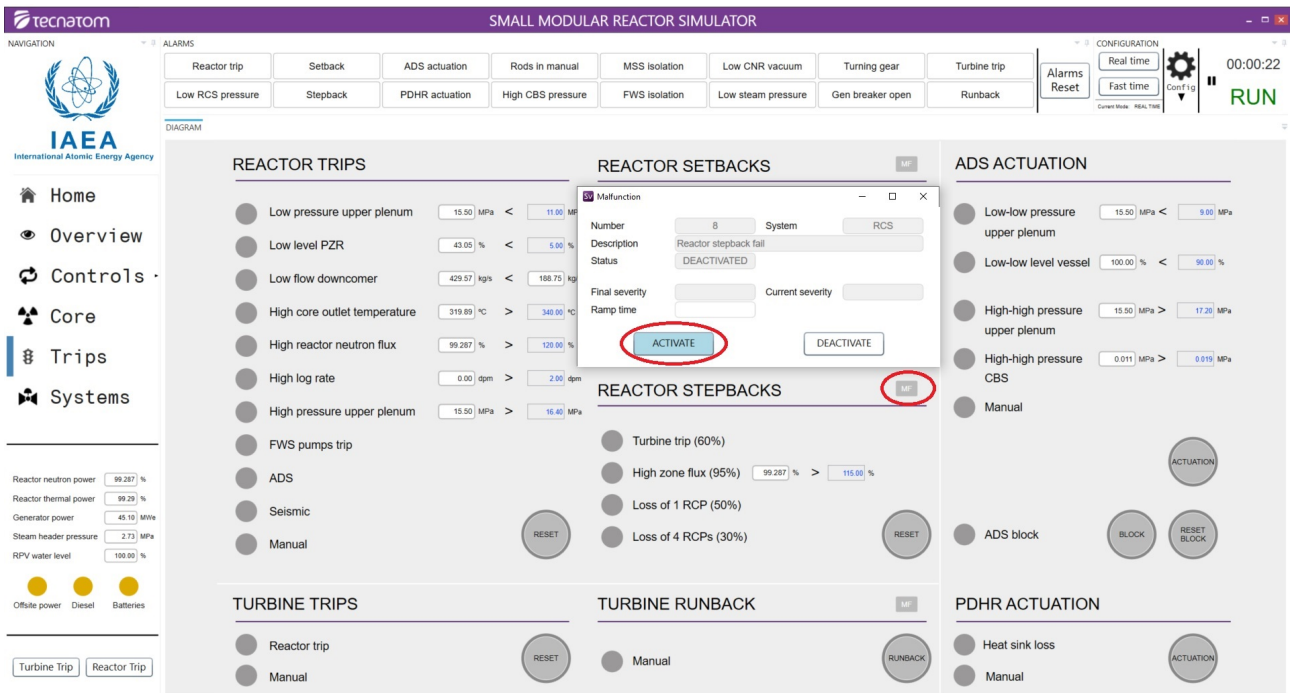 tecnatom
SMALL MODULAR REACTOR SIMULATOR
NAVIGATION
ALARMS
CONFIGURATION
Reactor trip Setback ADS actuation Rods in manual MSS isolation Low CNR vacuum Turning gear Turbine trip
Low RCS pressure Stepback PDHR actuation High CBS pressure FWS isolation Low steam pressure Gen breaker open Runback
Alarms
Reset
Real time
Fast time
Current Mode: REAL TIME
Config
00:00:22
RUN
IAEA
International Atomic Energy Agency
Home
Overview
Controls
Core
Trips
Systems
Reactor neutron power 99.287 %
Reactor thermal power 99.29 %
Generator power 45.10 MWe
Steam header pressure 2.73 MPa
RPV water level 100.00 %
Offsite power Diesel Batteries
Turbine Trip Reactor Trip
DIAGRAM
REACTOR TRIPS
Low pressure upper plenum 15.50 MPa < 11.00
Low level PZR 43.05 % < 5.00 %
Low flow downcomer 429.57 kg/s < 188.75
High core outlet temperature 319.89 ºC > 340.00 ºC
High reactor neutron flux 99.287 % > 120.00 %
High log rate 0.00 dpm > 2.00 dpm
High pressure upper plenum 15.50 MPa > 16.40 MPa
FWS pumps trip
ADS
Seismic
Manual
RESET
REACTOR SETBACKS MF
Sv Malfunction
Number 8 System RCS
Description Reactor stepback fail
Status DEACTIVATED
Final severity Current severity
Ramp time
ACTIVATE DEACTIVATE
REACTOR STEPBACKS MF
Turbine trip (60%)
High zone flux (95%) 99.287 % > 115.00 %
Loss of 1 RCP (50%)
Loss of 4 RCPs (30%)
RESET
ADS ACTUATION
Low-low pressure 15.50 MPa < 9.00 MPa
upper plenum
Low-low level vessel 100.00 % < 90.00 %
High-high pressure 15.50 MPa > 17.20 MPa
upper plenum
High-high pressure 0.011 MPa > 0.019 MPa
CBS
Manual
ACTUATION
ADS block
BLOCK
RESET
BLOCK
TURBINE TRIPS
Reactor trip
Manual
RESET
TURBINE RUNBACK MF
Manual
RUNBACK
PDHR ACTUATION
Heat sink loss
Manual
ACTUATION